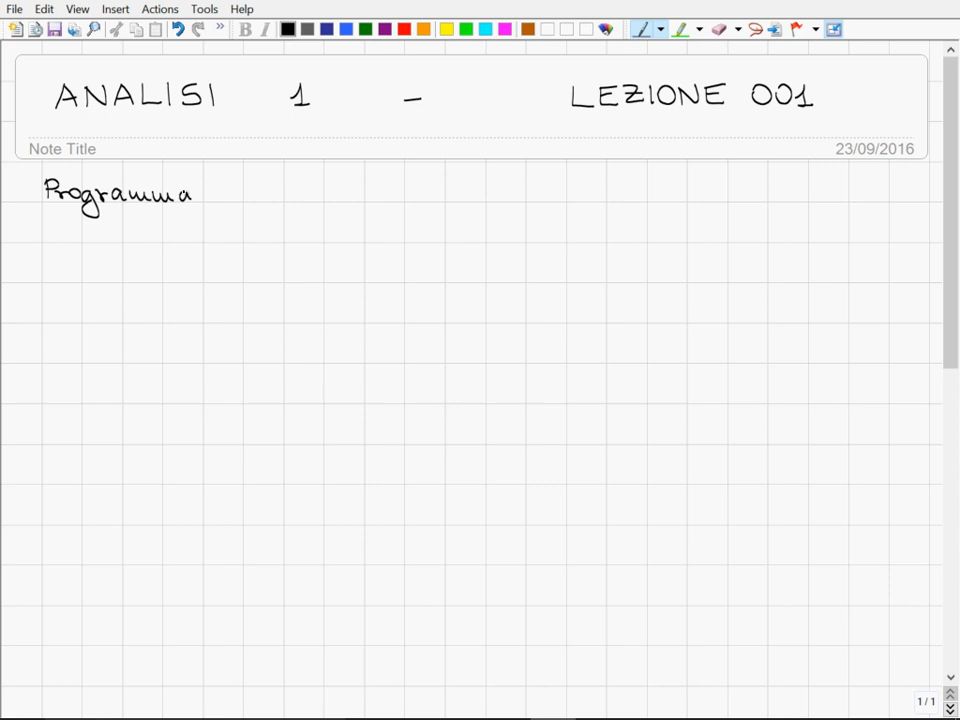 File Edit View Insert Actions Tools Help
ANALISI 1 - LEZIONE 001
Note Title 23/09/2016
Programma
1/1